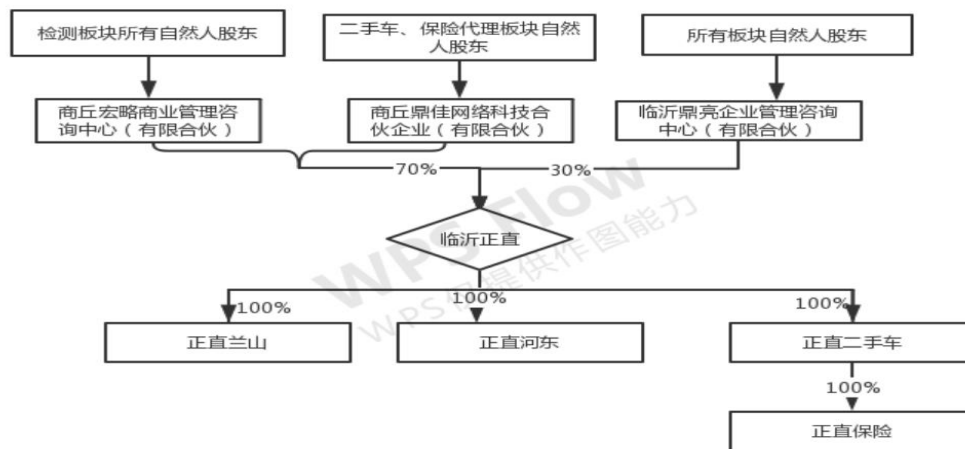 检测板块所有自然人股东
二手车、保险代理板块自然
人股东
所有板块自然人股东
商丘宏略商业管理咨
询中心（有限合伙）
商丘鼎佳网络科技合
伙企业（有限合伙）
临沂鼎亮企业管理咨询
中心（有限合伙）
70%
30%
临沂正直
WPS Flow
WPS仅提供作图能力
100%
100%
100%
正直兰山
正直河东
正直二手车
100%
正直保险